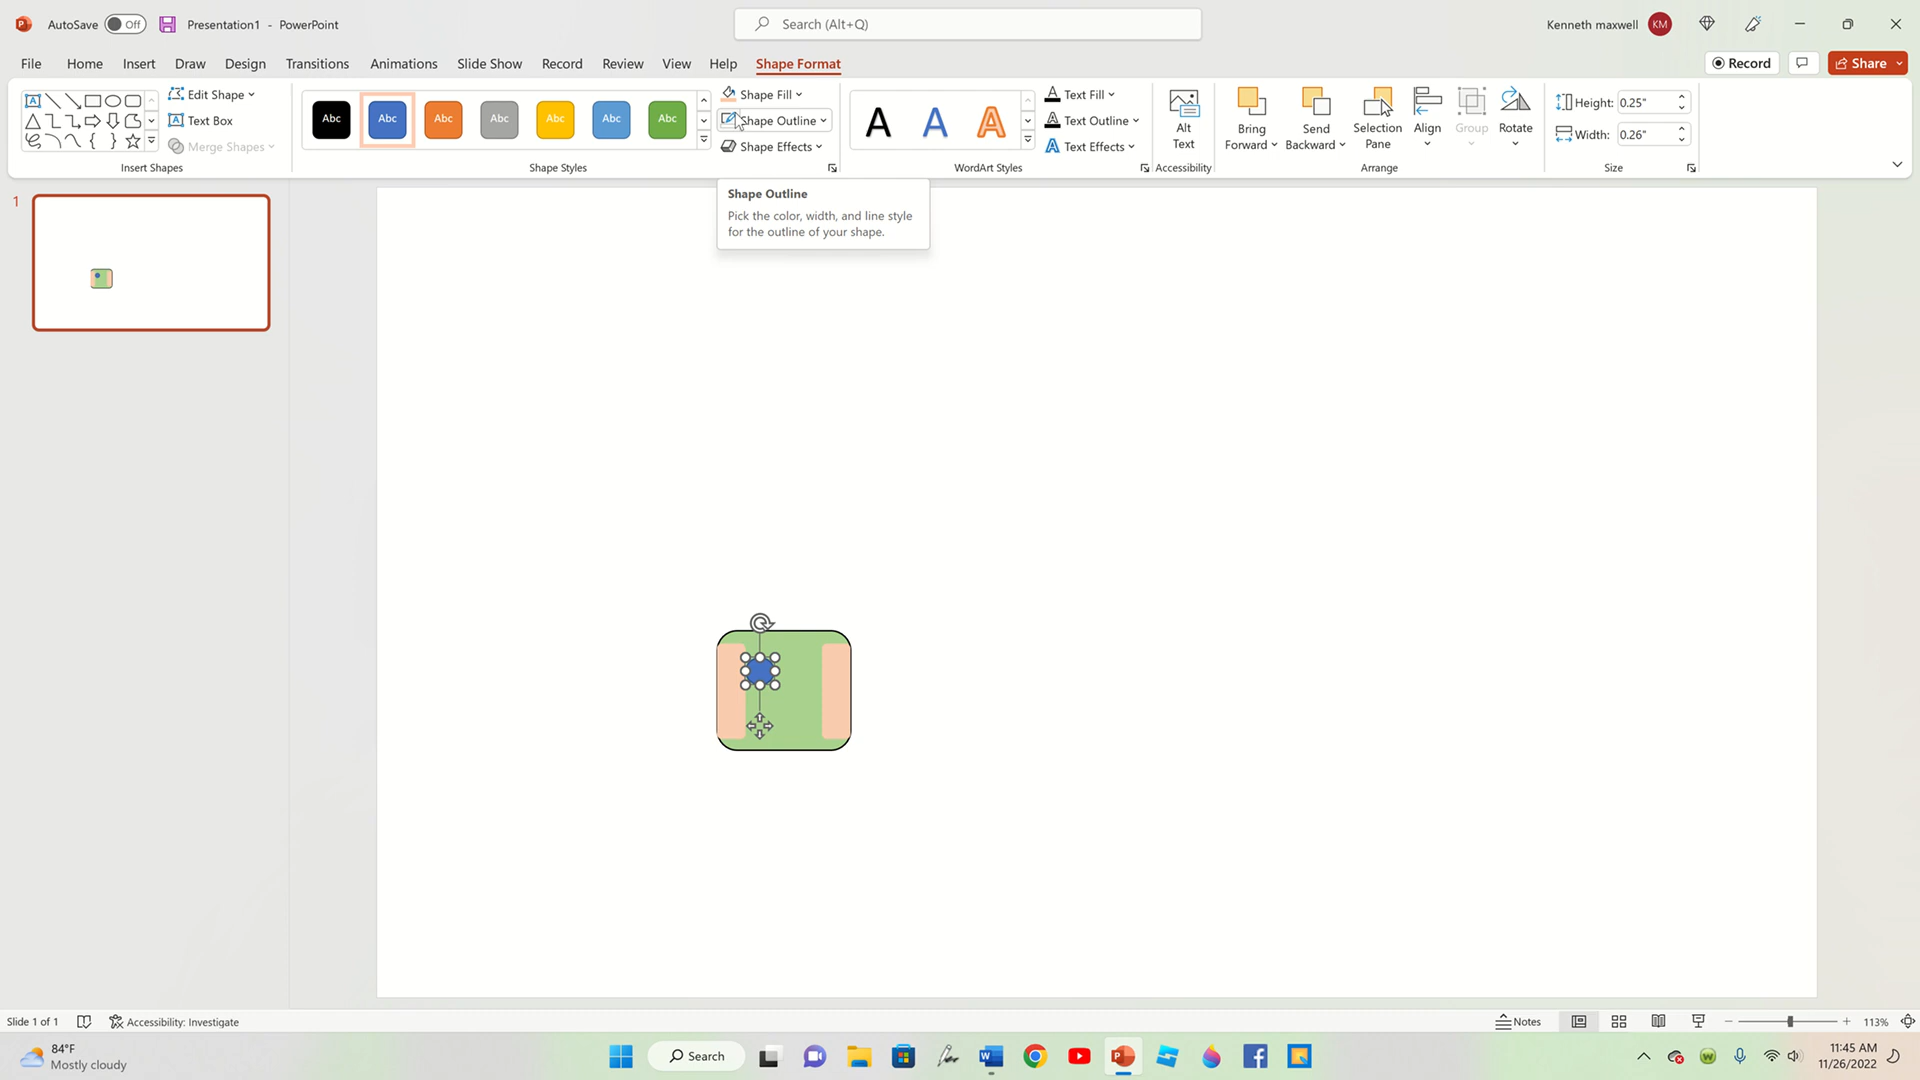 AutoSave Off Presentation1 - PowerPoint
Search (Alt+Q)
Kenneth maxwell KM
File Home Insert Draw Design Transitions Animations Slide Show Record Review View Help Shape Format
Record Share
Edit Shape
Text Box
Merge Shapes
Insert Shapes
Abc Abc Abc Abc Abc Abc Abc
Shape Fill
Shape Outline
Shape Effects
Shape Styles
A A A
Text Fill
Text Outline
Text Effects
WordArt Styles
Alt
Text
Accessibility
Bring
Forward
Send
Backward
Selection
Pane
Align
Group
Rotate
Arrange
Height: 0.25"
Width: 0.26"
Size
Shape Outline
Pick the color, width, and line style
for the outline of your shape.
1
Slide 1 of 1
Accessibility: Investigate
Notes
113%
84°F
Mostly cloudy
Search
11:45 AM
11/26/2022